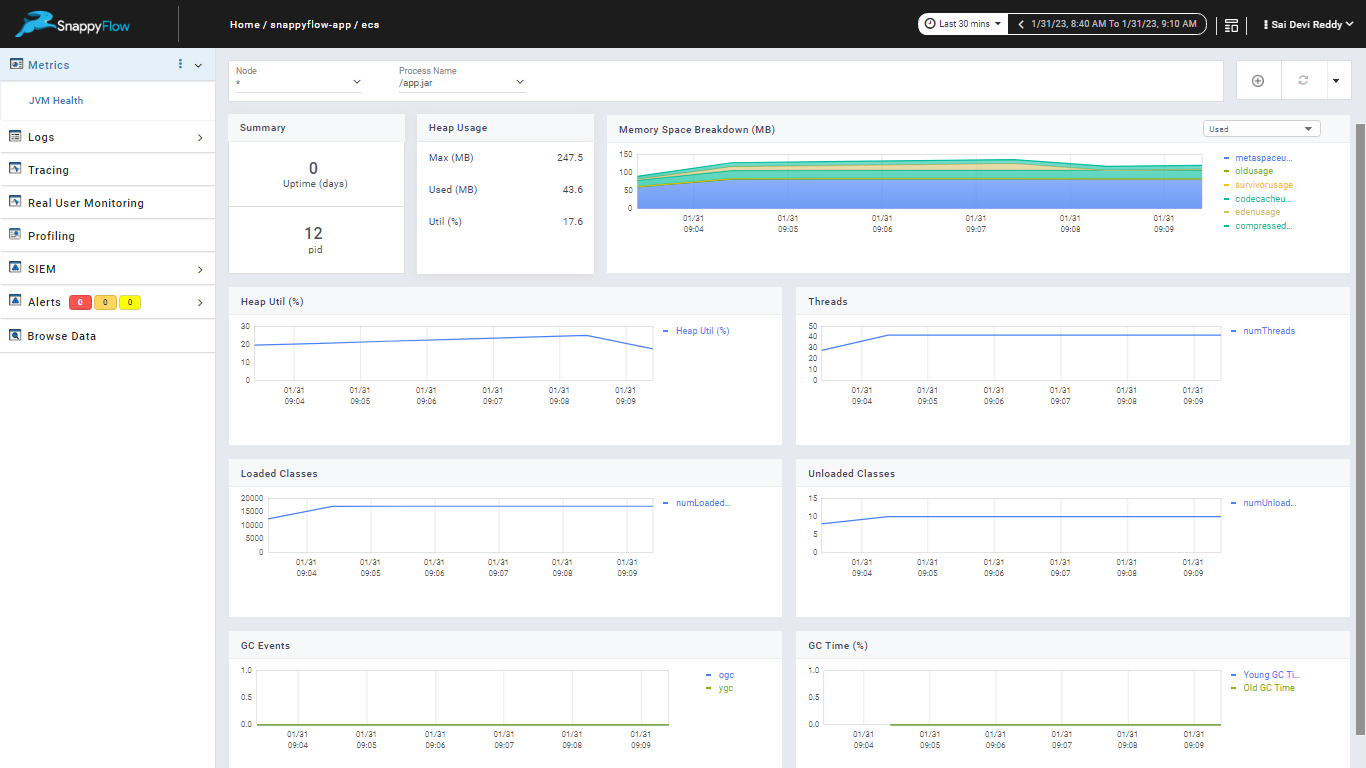 SnappyFlow
Home / snappyflow-app / ecs
Last 30 mins
1/31/23, 8:40 AM To 1/31/23, 9:10 AM
Sai Devi Reddy
Metrics
JVM Health
Logs
Tracing
Real User Monitoring
Profiling
SIEM
Alerts 0 0 0
Browse Data
Node
*
Process Name
/app.jar
Summary
0
Uptime (days)
12
pid
Heap Usage
Max (MB) 247.5
Used (MB) 43.6
Util (%) 17.6
Memory Space Breakdown (MB)
Used
150
100
50
0
01/31 01/31 01/31 01/31 01/31 01/31
09:04 09:05 09:06 09:07 09:08 09:09
metaspaceu...
oldusage
survivorusage
codecacheu...
edenusage
compressed...
Heap Util (%)
30
20
10
0
01/31 01/31 01/31 01/31 01/31 01/31
09:04 09:05 09:06 09:07 09:08 09:09
Heap Util (%)
Threads
50
40
30
20
10
0
01/31 01/31 01/31 01/31 01/31 01/31
09:04 09:05 09:06 09:07 09:08 09:09
numThreads
Loaded Classes
20000
15000
10000
5000
0
01/31 01/31 01/31 01/31 01/31 01/31
09:04 09:05 09:06 09:07 09:08 09:09
numLoaded...
Unloaded Classes
15
10
5
0
01/31 01/31 01/31 01/31 01/31 01/31
09:04 09:05 09:06 09:07 09:08 09:09
numUnload...
GC Events
1.0
0.5
0.0
01/31 01/31 01/31 01/31 01/31 01/31
09:04 09:05 09:06 09:07 09:08 09:09
ogc
ygc
GC Time (%)
1.0
0.5
0.0
01/31 01/31 01/31 01/31 01/31 01/31
09:04 09:05 09:06 09:07 09:08 09:09
Young GC Ti...
Old GC Time